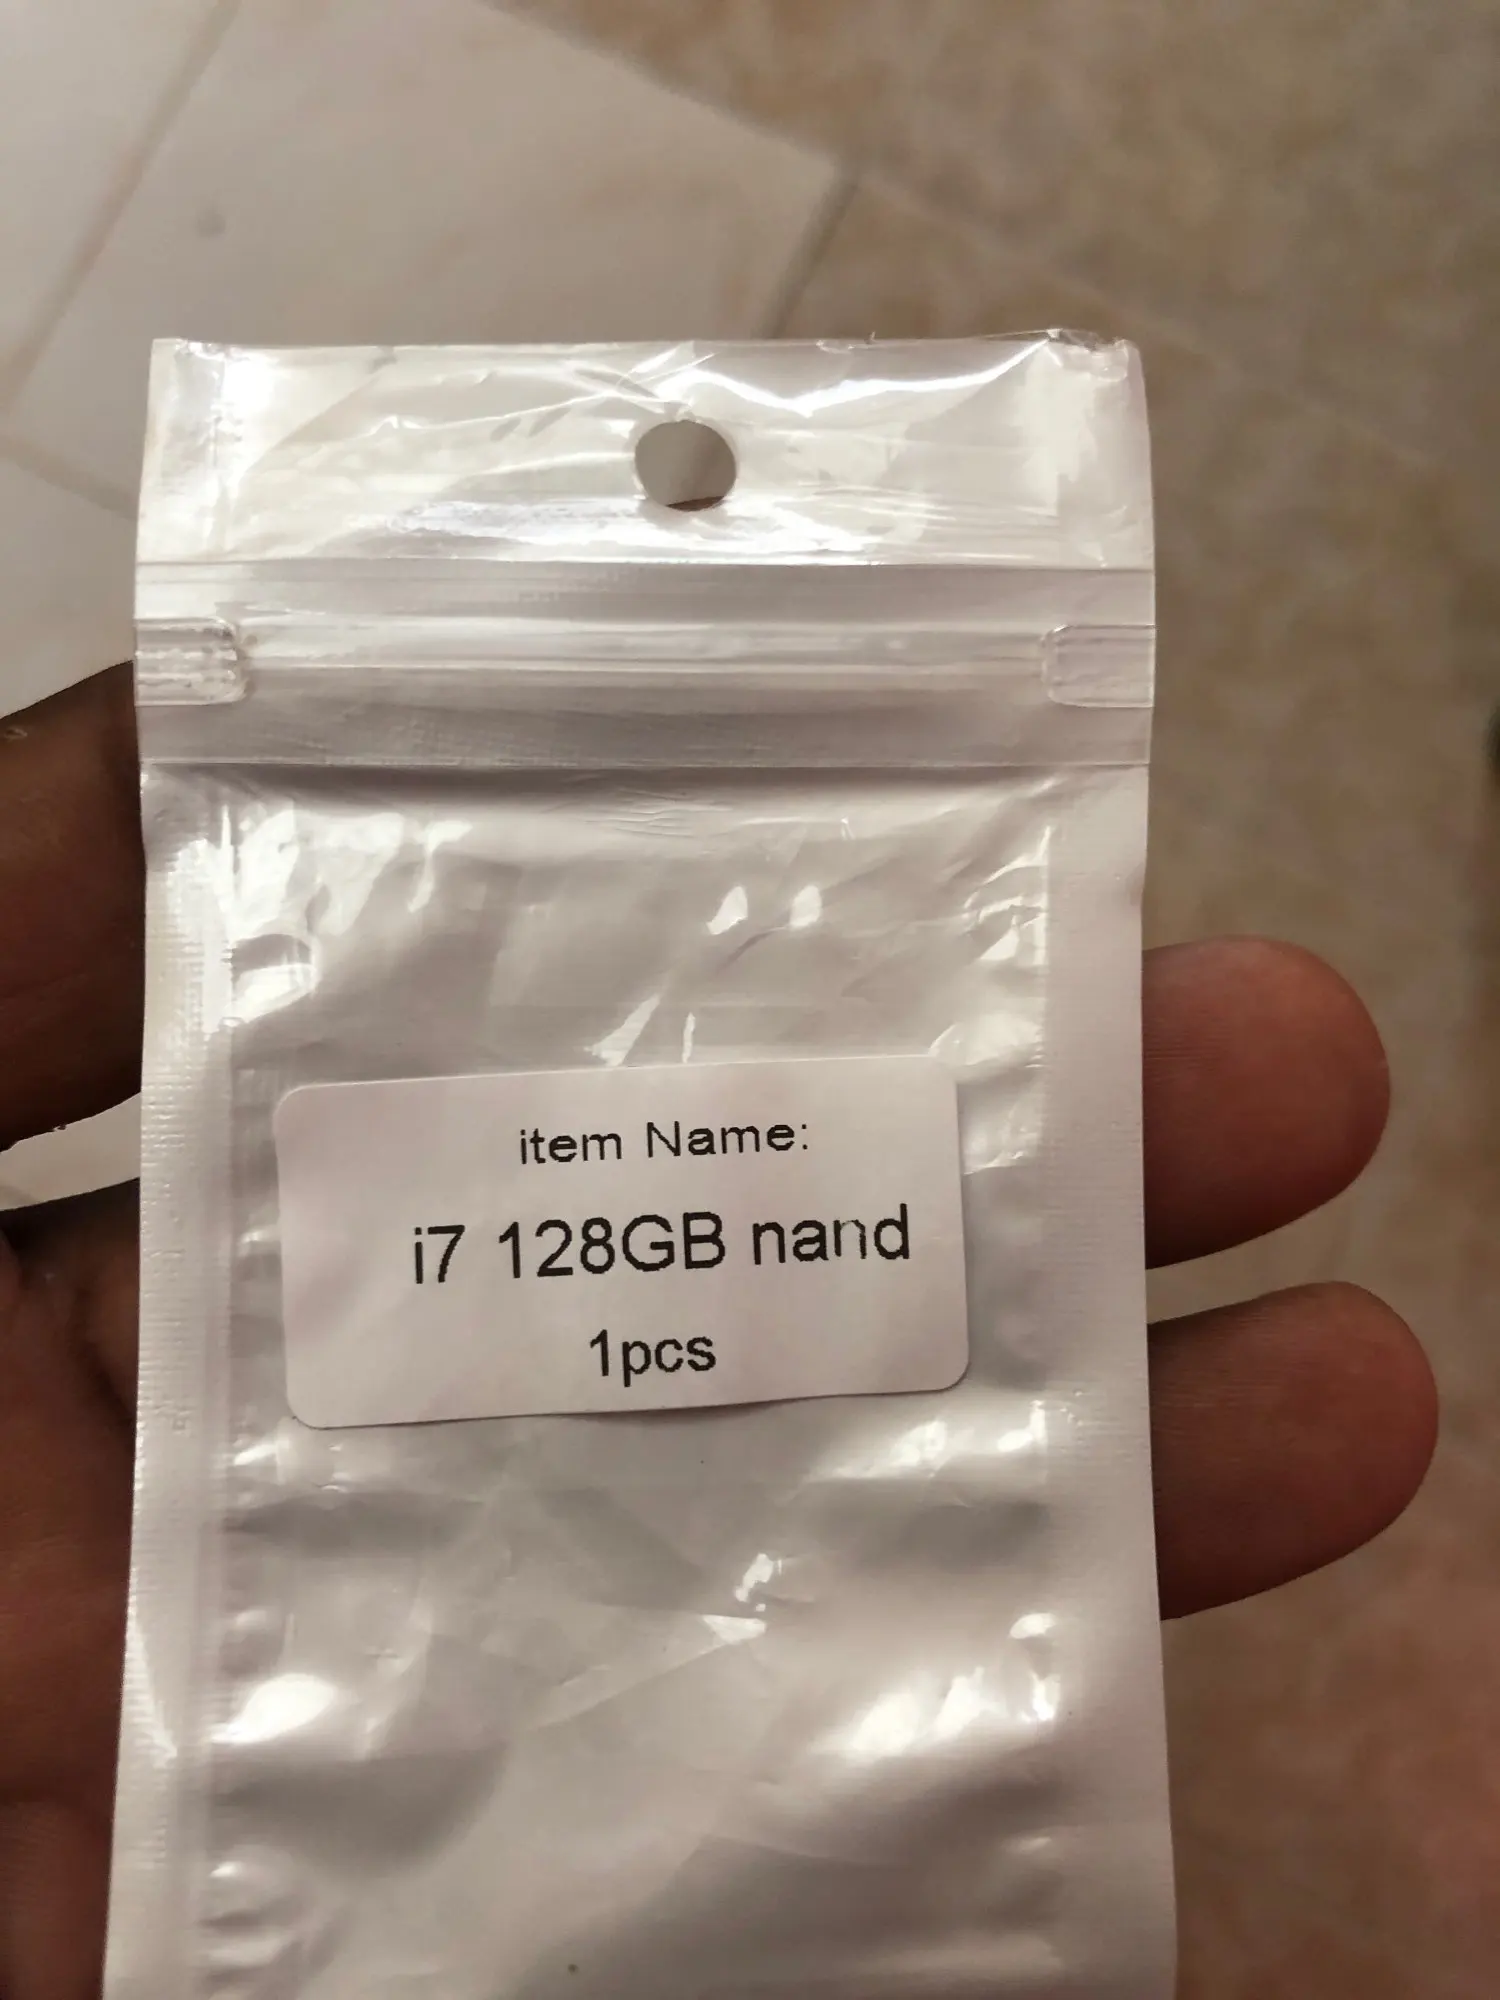 item Name:
i7 128GB nand
1pcs